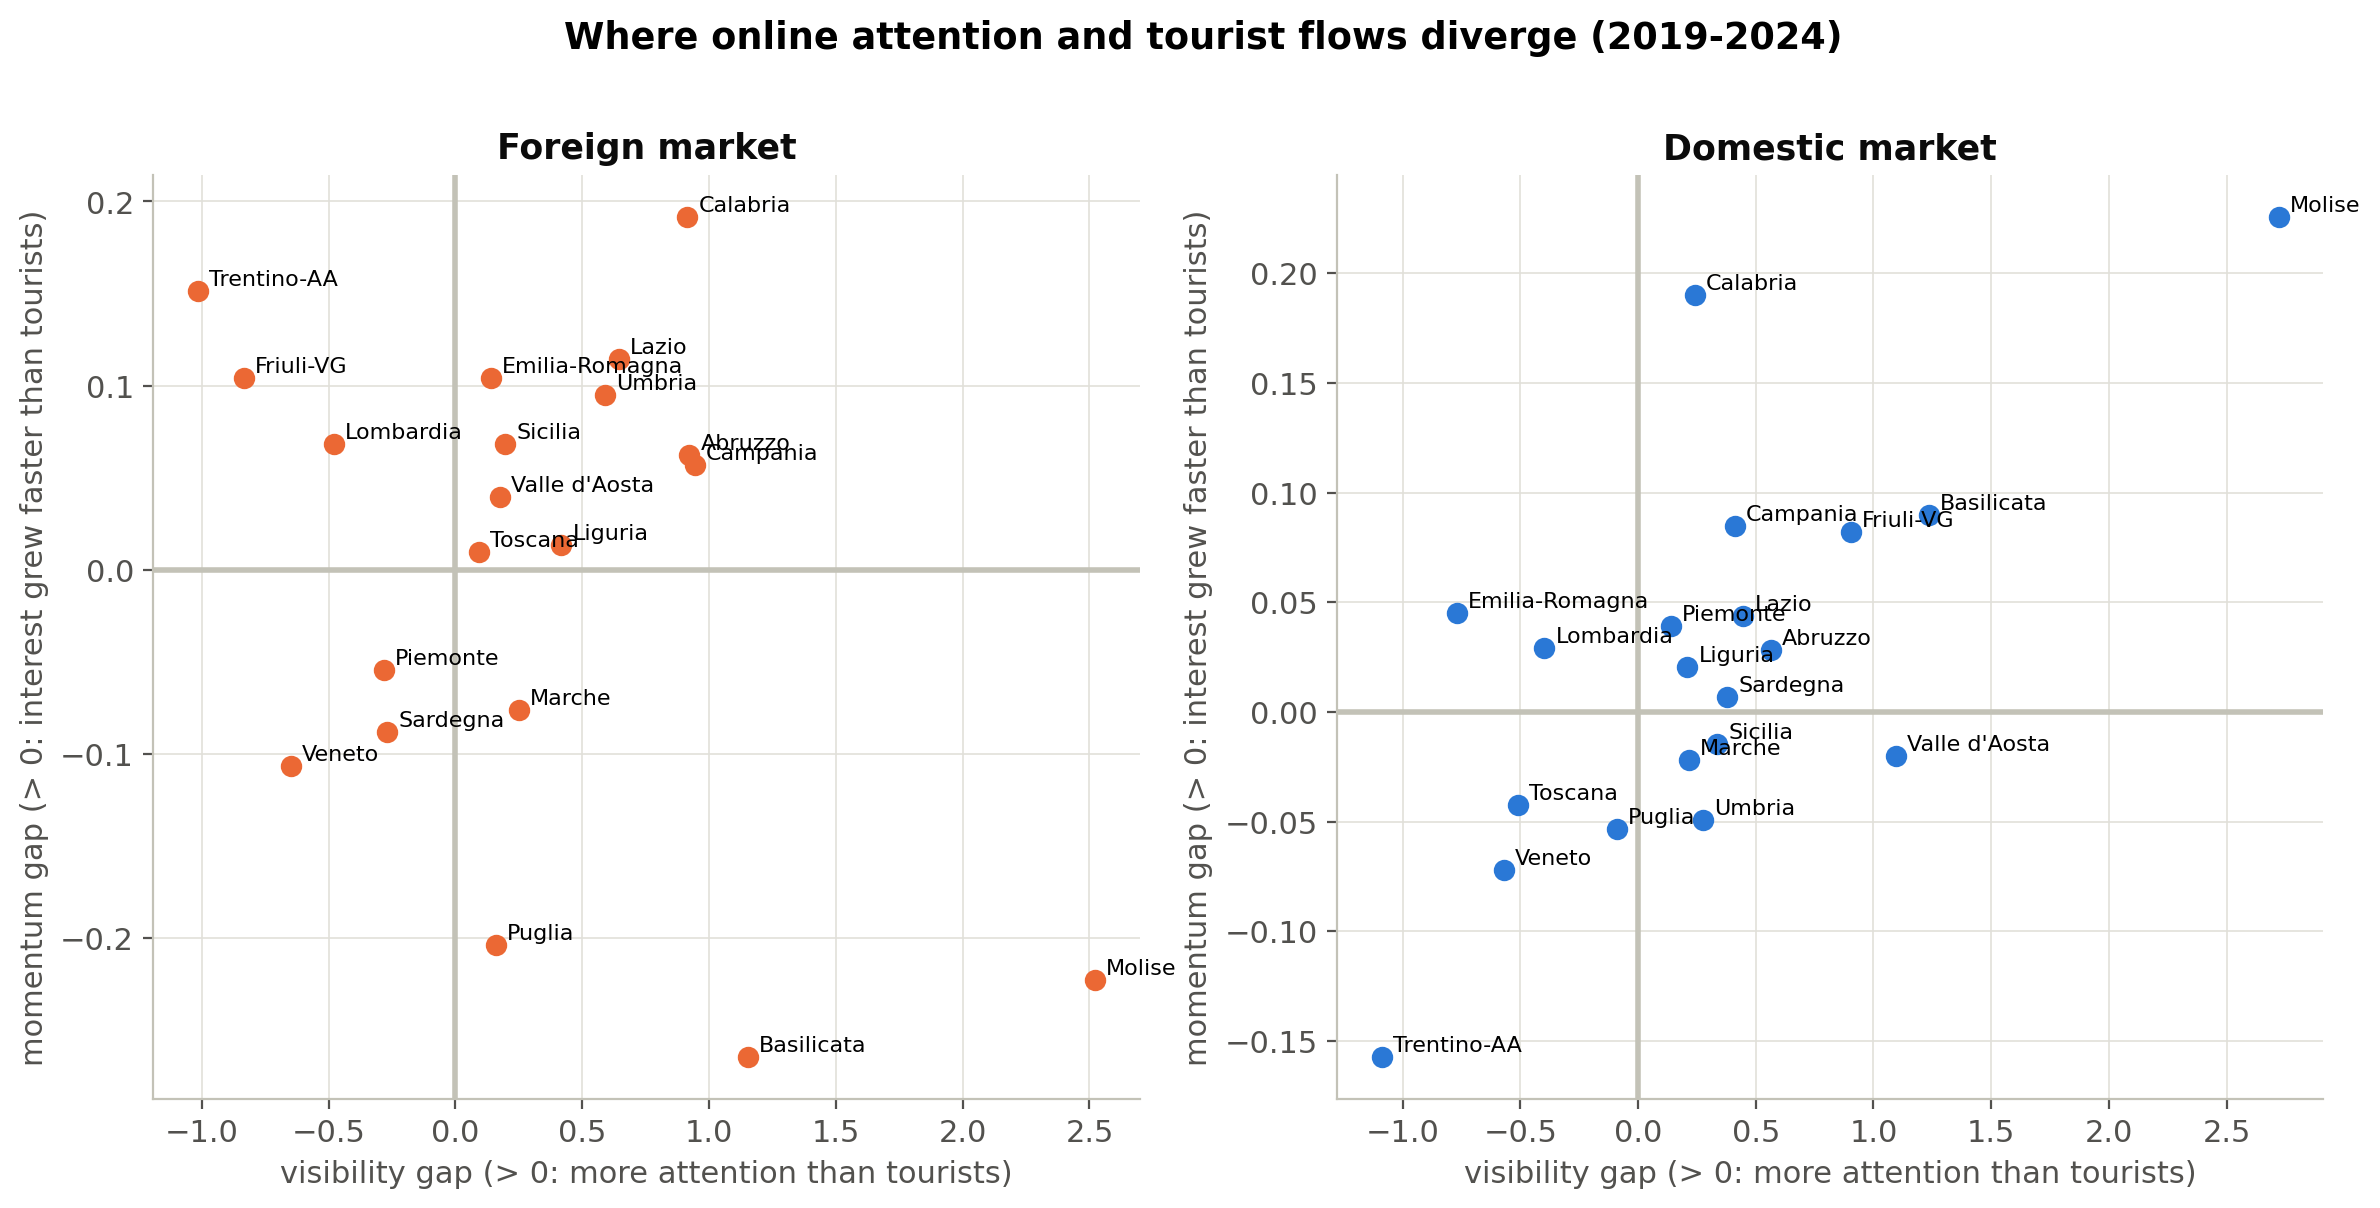 Where online attention and tourist flows diverge (2019-2024)
Foreign market
momentum gap (> 0: interest grew faster than tourists)
0.2
0.1
0.0
−0.1
−0.2
Calabria
Trentino-AA
Lazio
Emilia-Romagna
Friuli-VG
Umbria
Lombardia
Sicilia
Abruzzo
Campania
Valle d'Aosta
Liguria
Toscana
Piemonte
Marche
Sardegna
Veneto
Puglia
Molise
Basilicata
−1.0
−0.5
0.0
0.5
1.0
1.5
2.0
2.5
visibility gap (> 0: more attention than tourists)
Domestic market
momentum gap (> 0: interest grew faster than tourists)
0.20
0.15
0.10
0.05
0.00
−0.05
−0.10
−0.15
Molise
Calabria
Basilicata
Campania
Friuli-VG
Emilia-Romagna
Lazio
Piemonte
Lombardia
Abruzzo
Liguria
Sardegna
Sicilia
Marche
Valle d'Aosta
Toscana
Umbria
Puglia
Veneto
Trentino-AA
−1.0
−0.5
0.0
0.5
1.0
1.5
2.0
2.5
visibility gap (> 0: more attention than tourists)